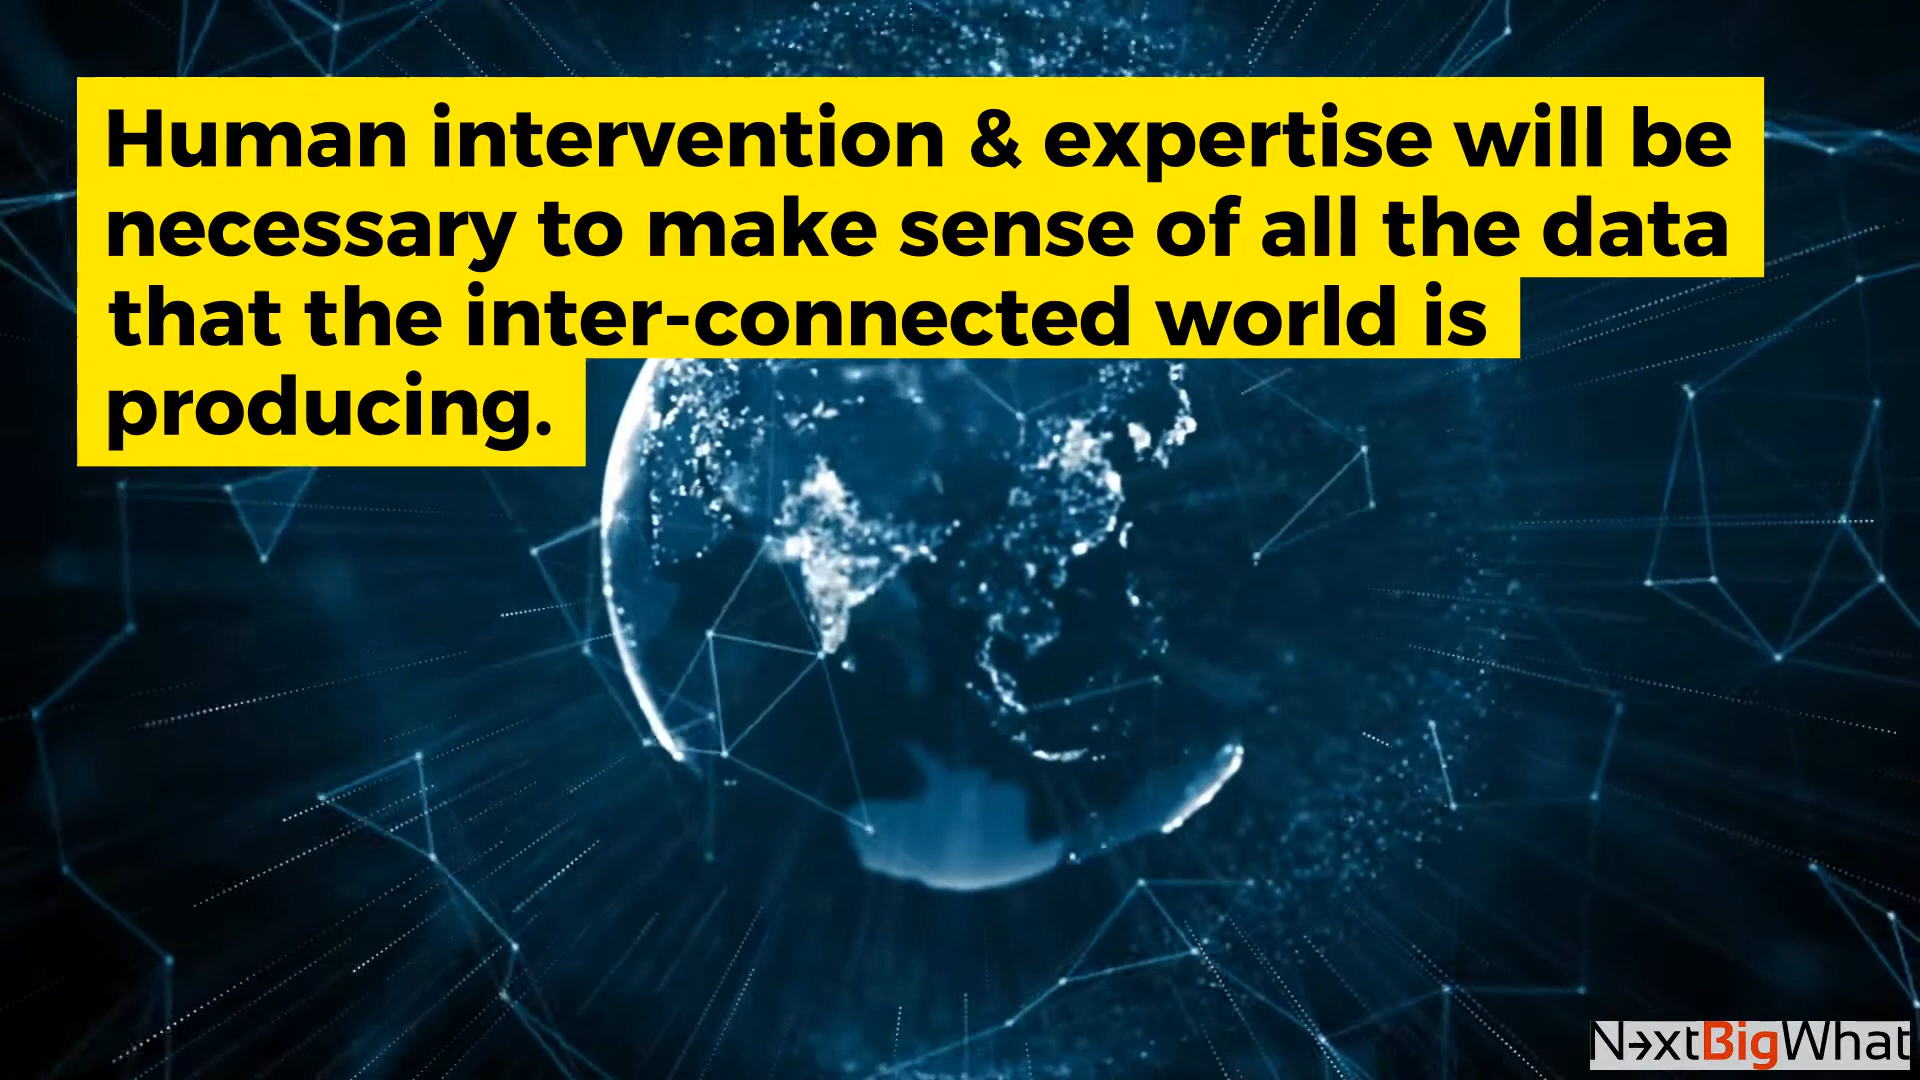 Human intervention & expertise will be
necessary to make sense of all the data
that the inter-connected world is
producing.
N→xtBigWhat